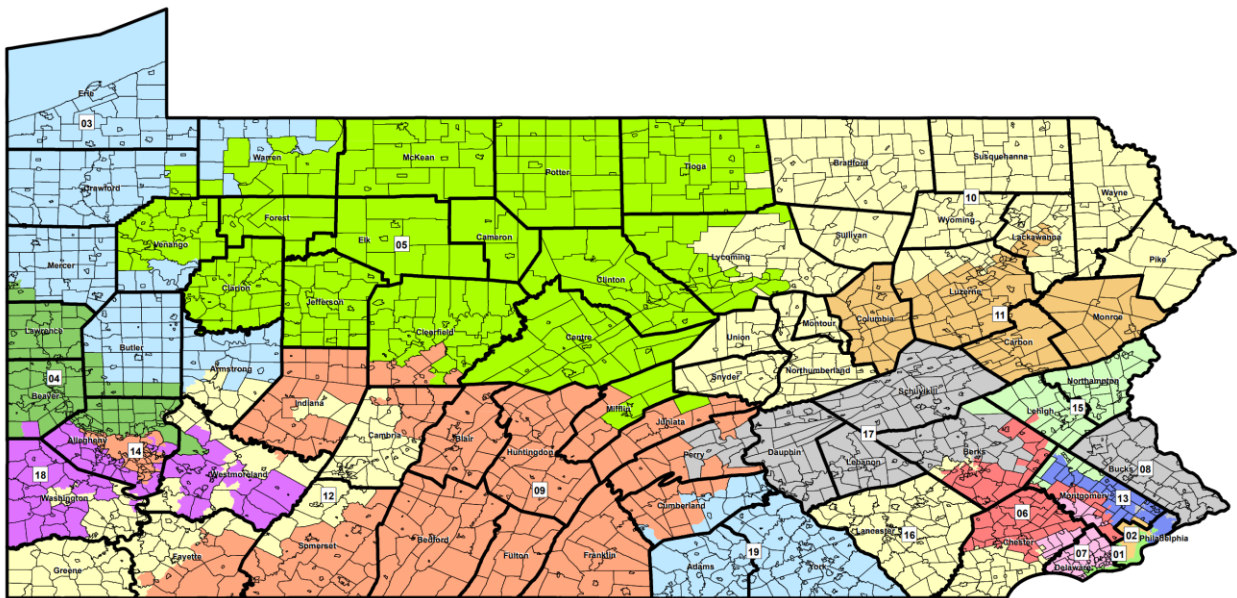 Erie
03
Warren
McKean
Potter
Tioga
Bradford
Susquehanna
Wayne
Crawford
10
Wyoming
Forest
Venango
Elk
05
Cameron
Sullivan
Lackawanna
Lycoming
Pike
Mercer
Clinton
Clarion
Jefferson
Luzerne
11
Columbia
Monroe
Lawrence
Clearfield
Centre
Montour
Union
Carbon
Butler
Armstrong
04
Snyder
Northumberland
Beaver
Schuylkill
Northampton
Indiana
Mifflin
15
Lehigh
Juniata
Allegheny
Cambria
Blair
17
14
Huntingdon
Perry
Dauphin
Lebanon
Berks
Bucks
08
18
Westmoreland
Washington
12
09
Montgomery
13
Cumberland
06
Lancaster
16
Chester
02
Philadelphia
Somerset
Bedford
Fulton
Franklin
19
Adams
York
07
01
Delaware
Fayette
Greene